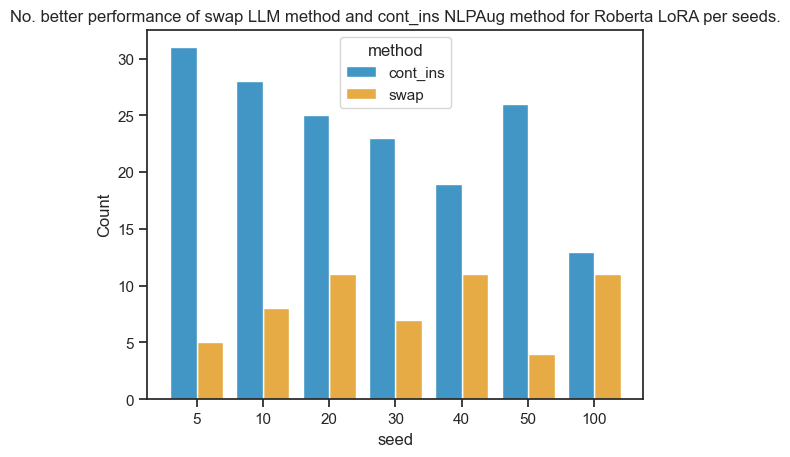 No. better performance of swap LLM method and cont_ins NLPAug method for Roberta LoRA per seeds.
method
cont_ins
swap
Count
30
25
20
15
10
5
0
5 10 20 30 40 50 100
seed